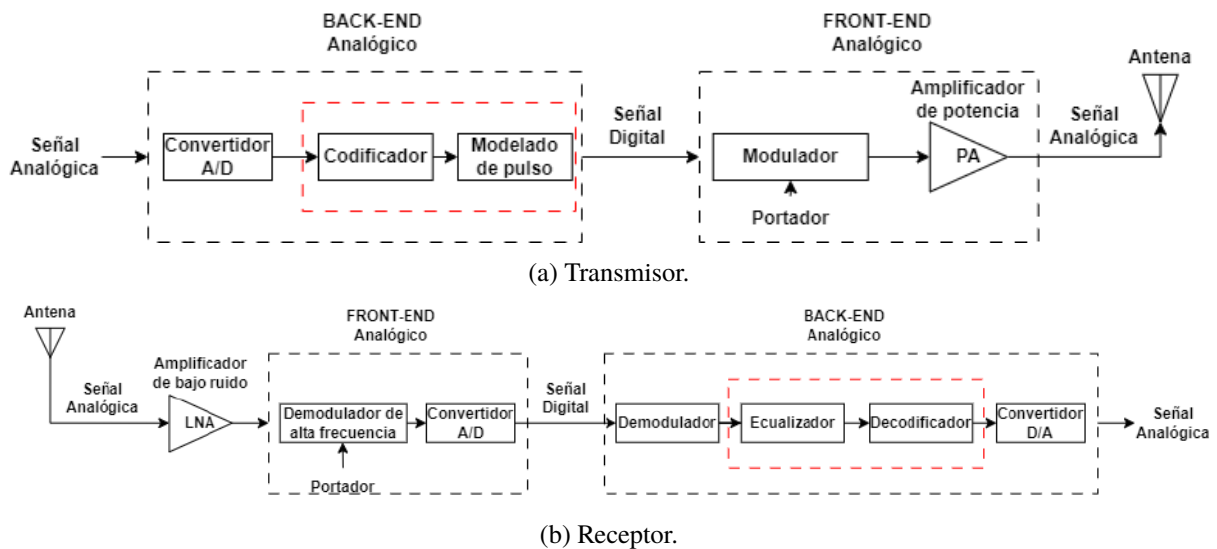 BACK-END
Analógico
FRONT-END
Analógico
Señal
Analógica
Convertidor
A/D
Codificador
Modelado
de pulso
Señal
Digital
Modulador
Portador
Amplificador
de potencia
PA
Señal
Analógica
Antena
(a) Transmisor.
Antena
Señal
Analógica
Amplificador
de bajo ruido
LNA
FRONT-END
Analógico
Demodulador de
alta frecuencia
Portador
Convertidor
A/D
Señal
Digital
BACK-END
Analógico
Demodulador
Ecualizador
Decodificador
Convertidor
D/A
Señal
Analógica
(b) Receptor.